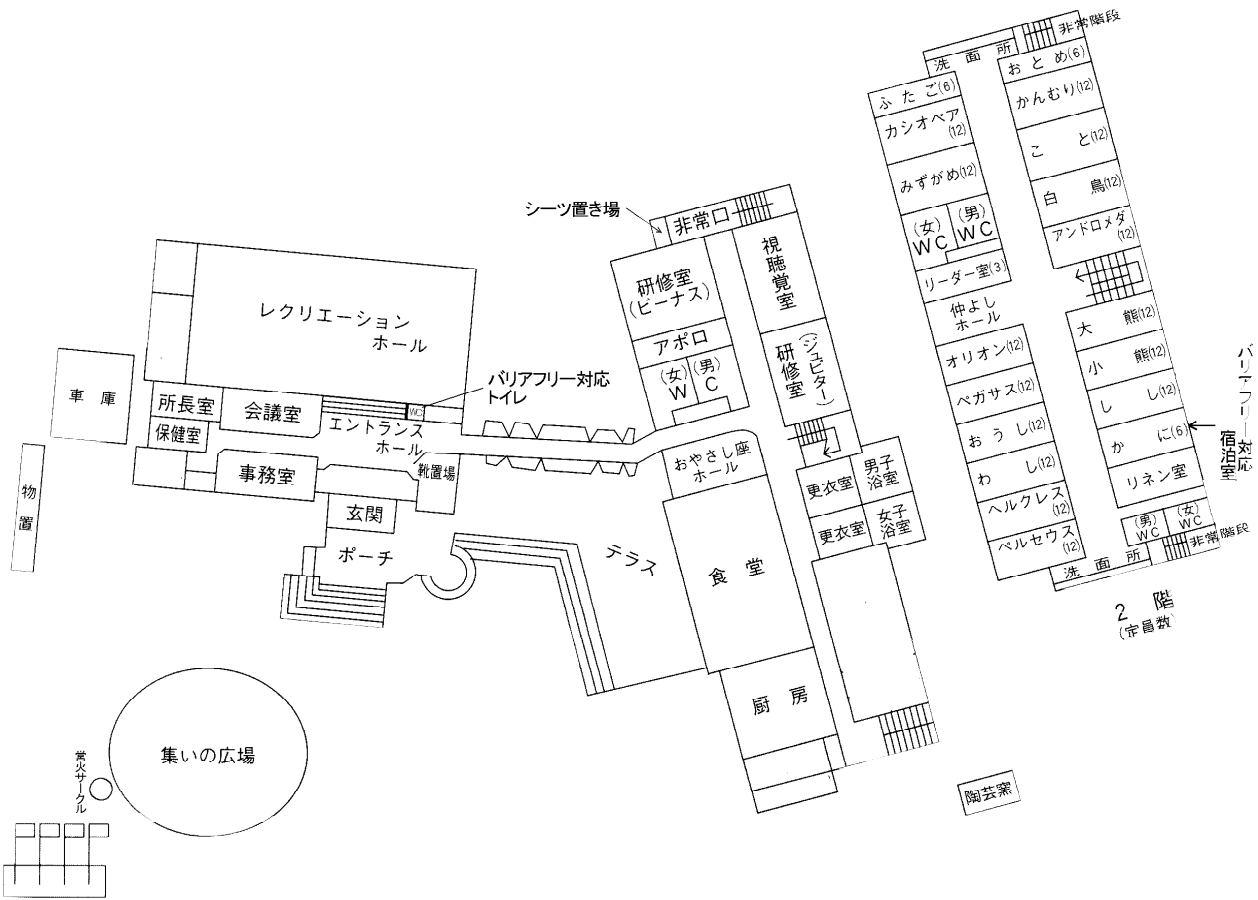 シーツ置き場
非常口
研修室
(ビーナス)
視聴覚室
アポロ
(女)
W
(男)
C
研修室
(ジュピター)
レクリエーション
ホール
バリアフリー対応
トイレ
WC
車庫
所長室
会議室
保健室
エントランス
ホール
事務室
靴置場
おやさし座
ホール
更衣室
男子
浴室
更衣室
女子
浴室
物置
玄関
ポーチ
テラス
食堂
厨房
集いの広場
営火サークル
陶芸窯
非常階段
洗面所
おとめ(6)
ふたご(6)
かんむり(12)
カシオペア
(12)
こと(12)
みずがめ(12)
白鳥(12)
(女)
WC
(男)
WC
アンドロメダ
(12)
リーダー室(3)
仲よし
ホール
大熊(12)
オリオン(12)
小熊(12)
ペガサス(12)
しし(12)
おうし(12)
かに(6)
バリアフリー対応
宿泊室
わし(12)
リネン室
ヘルクレス
(12)
(男)
WC
(女)
WC
ペルセウス
(12)
非常階段
洗面所
2階
(定員数)